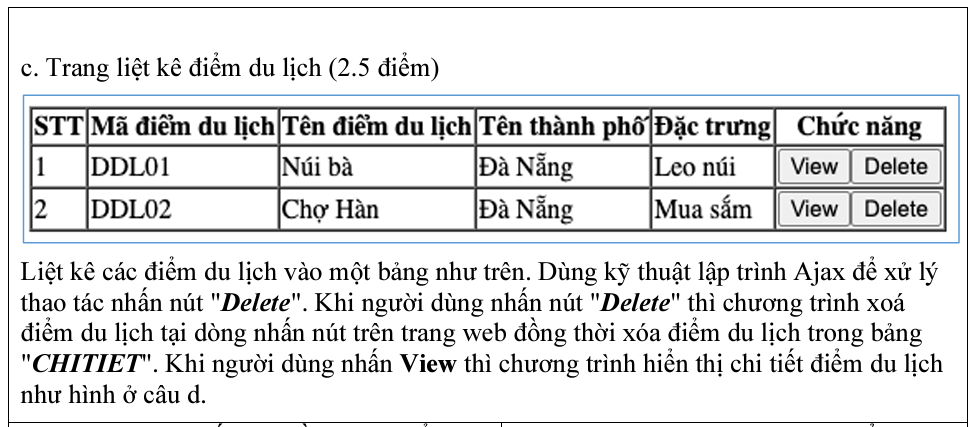 c. Trang liệt kê điểm du lịch (2.5 điểm)
STT Mã điểm du lịch Tên điểm du lịch Tên thành phố Đặc trưng Chức năng
1 DDL01 Núi bà Đà Nẵng Leo núi View Delete
2 DDL02 Chợ Hàn Đà Nẵng Mua sắm View Delete
Liệt kê các điểm du lịch vào một bảng như trên. Dùng kỹ thuật lập trình Ajax để xử lý
thao tác nhấn nút "Delete". Khi người dùng nhấn nút "Delete" thì chương trình xoá
điểm du lịch tại dòng nhấn nút trên trang web đồng thời xóa điểm du lịch trong bảng
"CHITIET". Khi người dùng nhấn View thì chương trình hiển thị chi tiết điểm du lịch
như hình ở câu d.